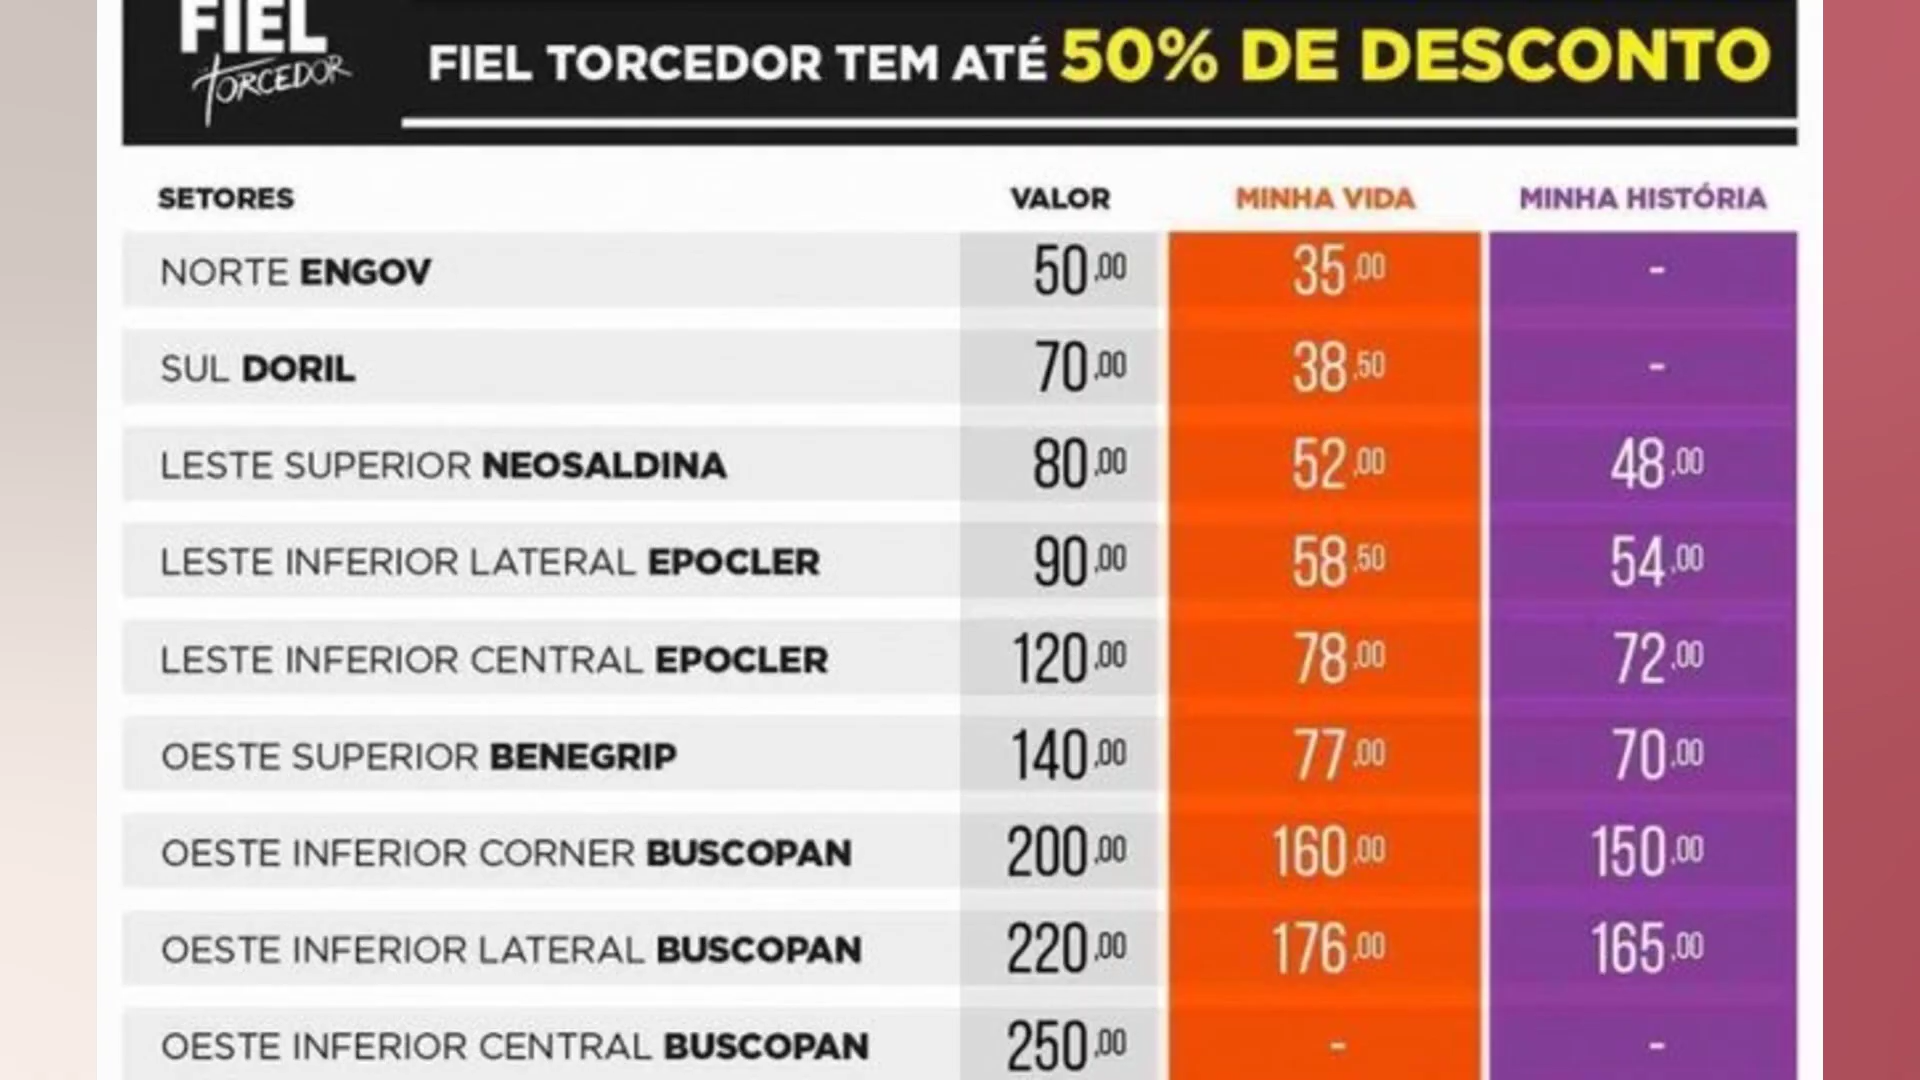 FIEL
TORCEDOR
FIEL TORCEDOR TEM ATÉ 50% DE DESCONTO
SETORES VALOR MINHA VIDA MINHA HISTÓRIA
NORTE ENGOV 50,00 35,00 -
SUL DORIL 70,00 38,50 -
LESTE SUPERIOR NEOSALDINA 80,00 52,00 48,00
LESTE INFERIOR LATERAL EPOCLER 90,00 58,50 54,00
LESTE INFERIOR CENTRAL EPOCLER 120,00 78,00 72,00
OESTE SUPERIOR BENEGRIP 140,00 77,00 70,00
OESTE INFERIOR CORNER BUSCOPAN 200,00 160,00 150,00
OESTE INFERIOR LATERAL BUSCOPAN 220,00 176,00 165,00
OESTE INFERIOR CENTRAL BUSCOPAN 250,00 - -